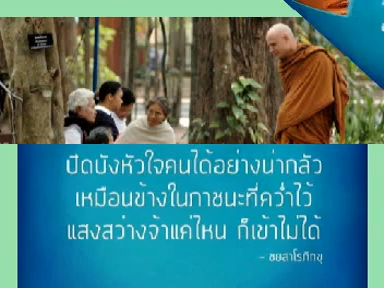 ปิดบังหัวใจคนได้อย่างน่ากลัว
เหมือนข้างในภาชนะที่คว่ำไว้
แสงสว่างจ้าแค่ไหน ก็เข้าไม่ได้
- ชยสาโรภิกขุ